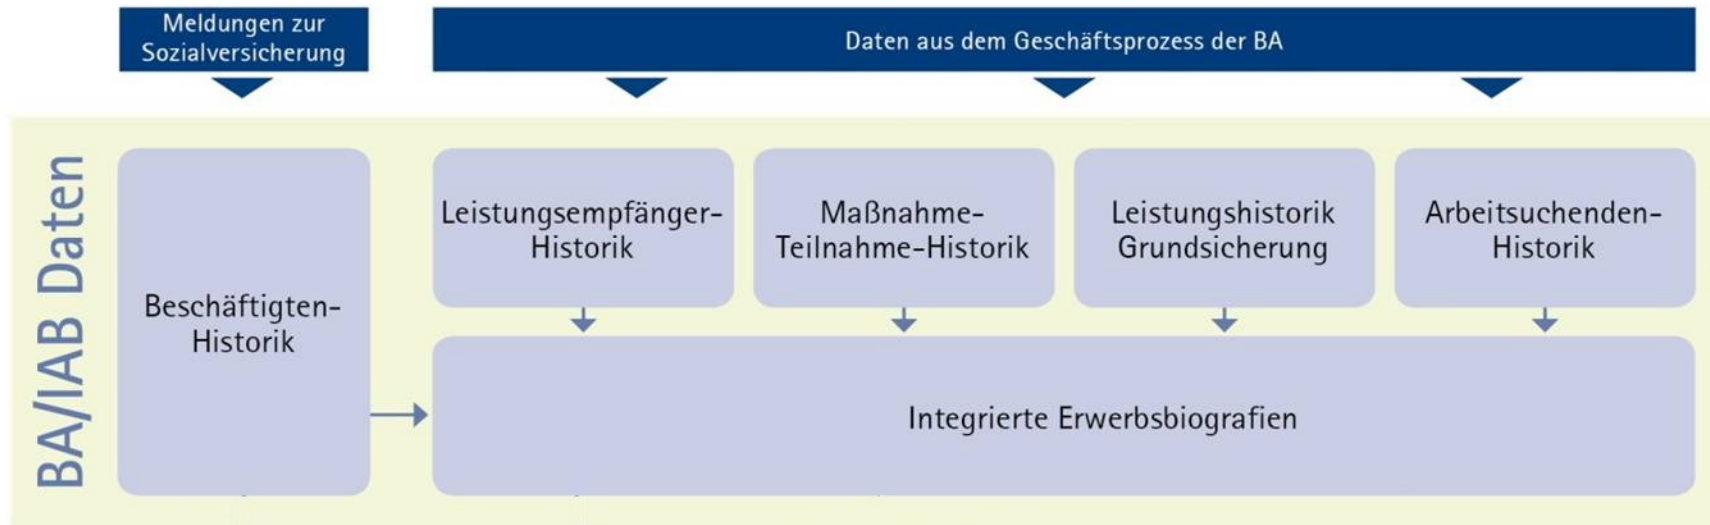 Meldungen zur
Sozialversicherung
Daten aus dem Geschäftsprozess der BA
BA/IAB Daten
Beschäftigten-
Historik
Leistungsempfänger-
Historik
Maßnahme-
Teilnahme-Historik
Leistungshistorik
Grundsicherung
Arbeitsuchenden-
Historik
Integrierte Erwerbsbiografien